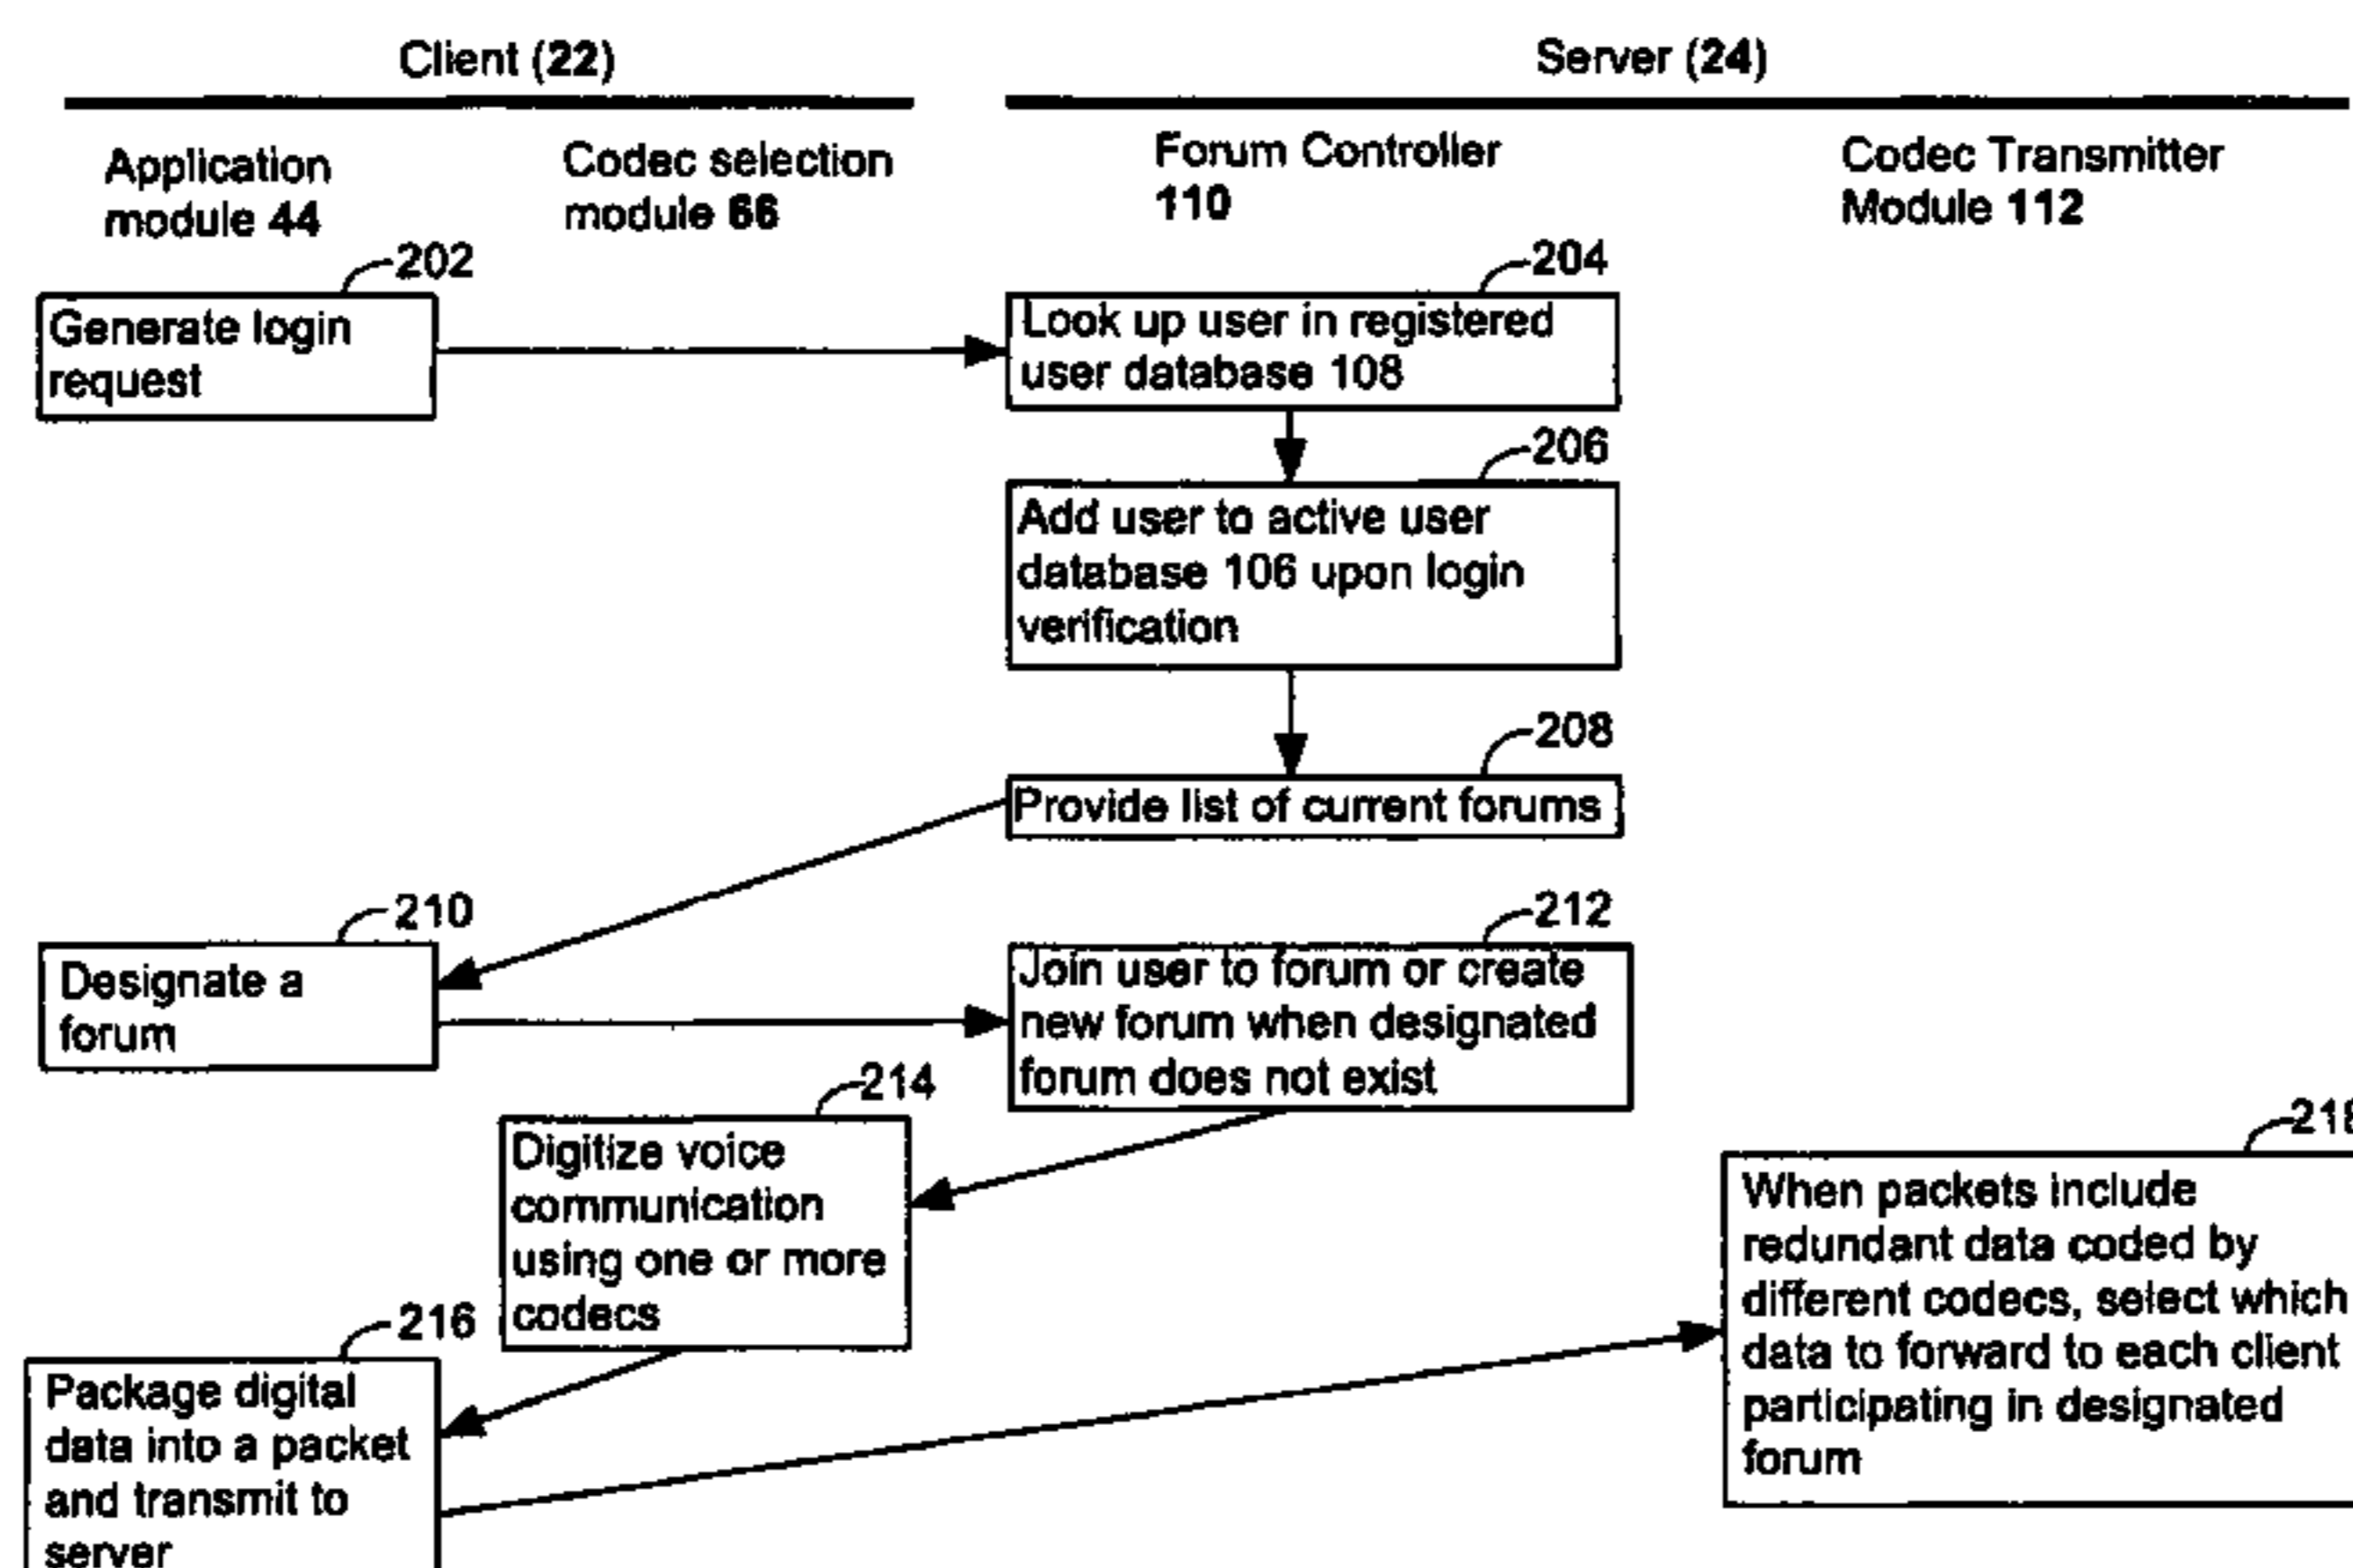 Client (22)
Server (24)
Application
module 44
Codec selection
module 66
Forum Controller
110
Codec Transmitter
Module 112
202
Generate login
request
204
Look up user in registered
user database 108
206
Add user to active user
database 106 upon login
verification
208
Provide list of current forums
210
Designate a
forum
212
Join user to forum or create
new forum when designated
forum does not exist
214
Digitize voice
communication
using one or more
codecs
216
Package digital
data into a packet
and transmit to
server
218
When packets include
redundant data coded by
different codecs, select which
data to forward to each client
participating in designated
forum